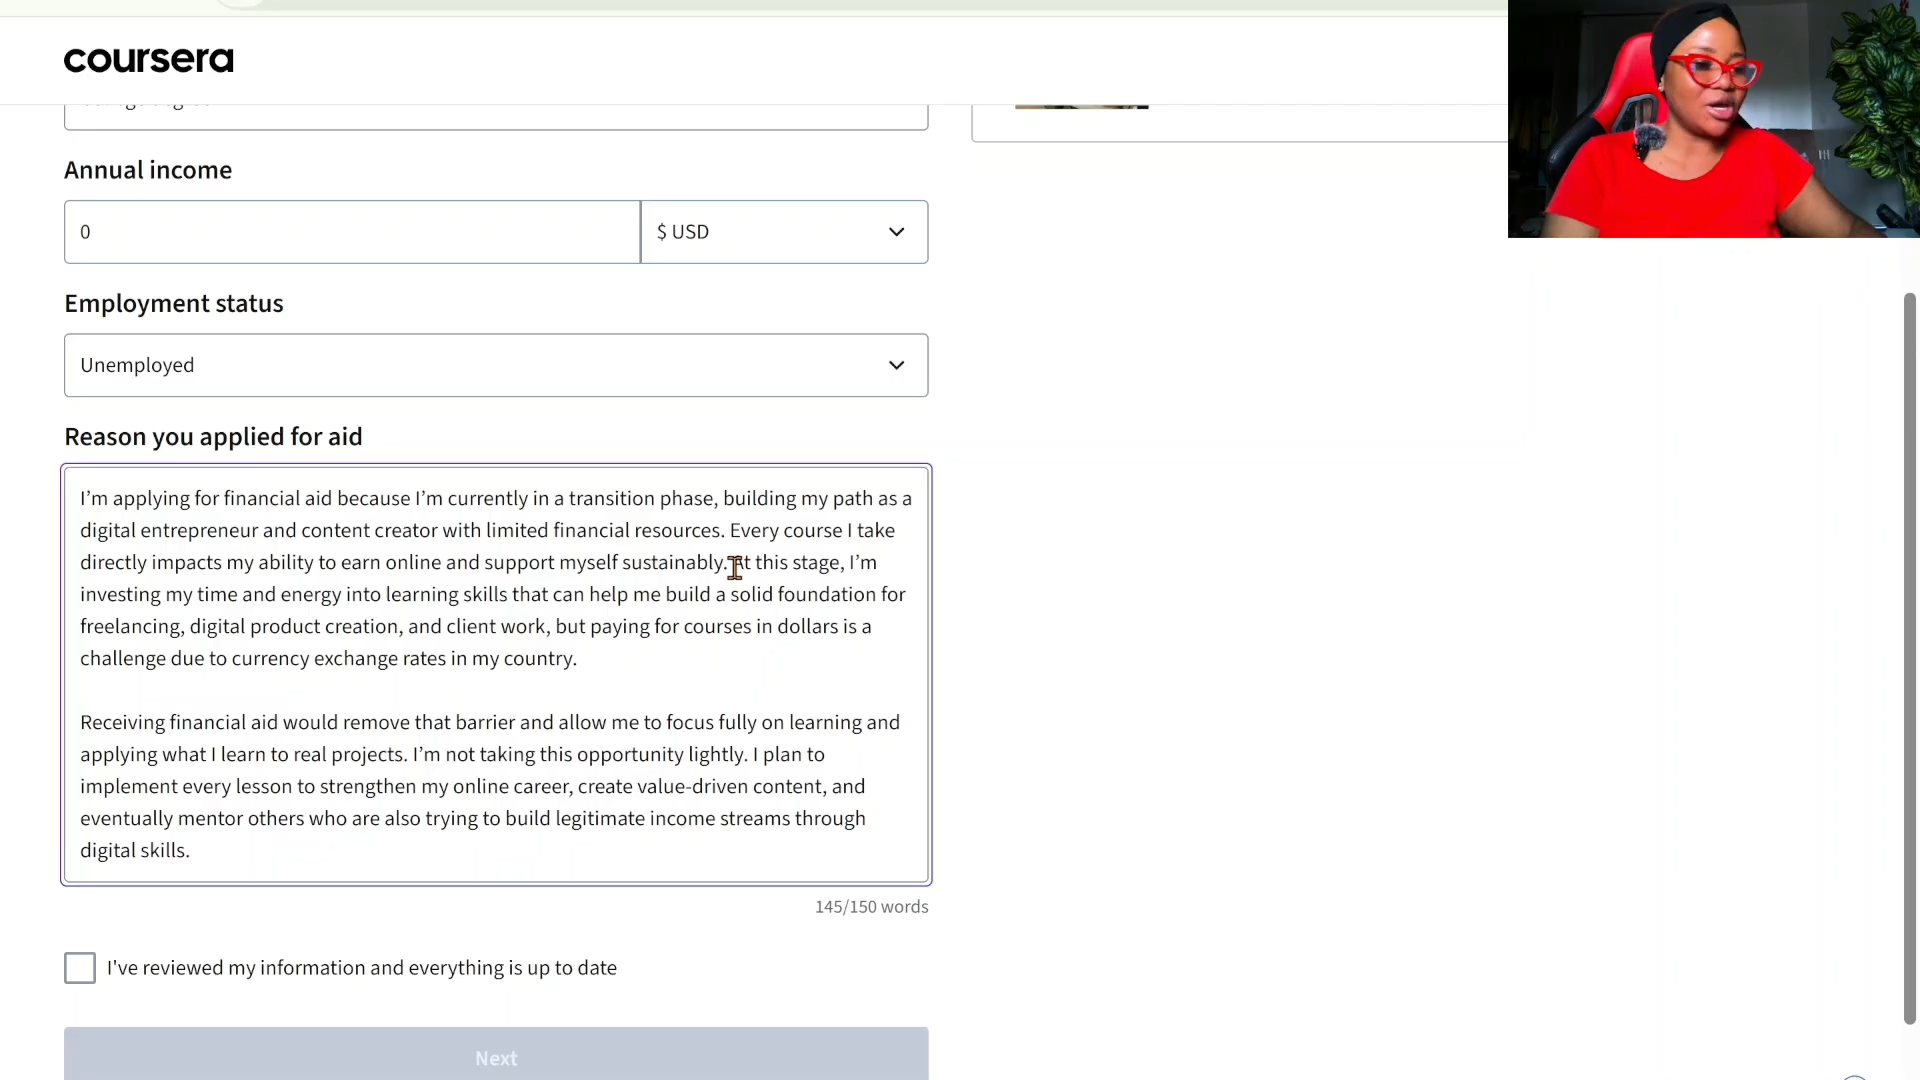 coursera
Annual income
0
$ USD
Employment status
Unemployed
Reason you applied for aid
I’m applying for financial aid because I’m currently in a transition phase, building my path as a
digital entrepreneur and content creator with limited financial resources. Every course I take
directly impacts my ability to earn online and support myself sustainably. At this stage, I’m
investing my time and energy into learning skills that can help me build a solid foundation for
freelancing, digital product creation, and client work, but paying for courses in dollars is a
challenge due to currency exchange rates in my country.
Receiving financial aid would remove that barrier and allow me to focus fully on learning and
applying what I learn to real projects. I’m not taking this opportunity lightly. I plan to
implement every lesson to strengthen my online career, create value-driven content, and
eventually mentor others who are also trying to build legitimate income streams through
digital skills.
145/150 words
I've reviewed my information and everything is up to date
Next